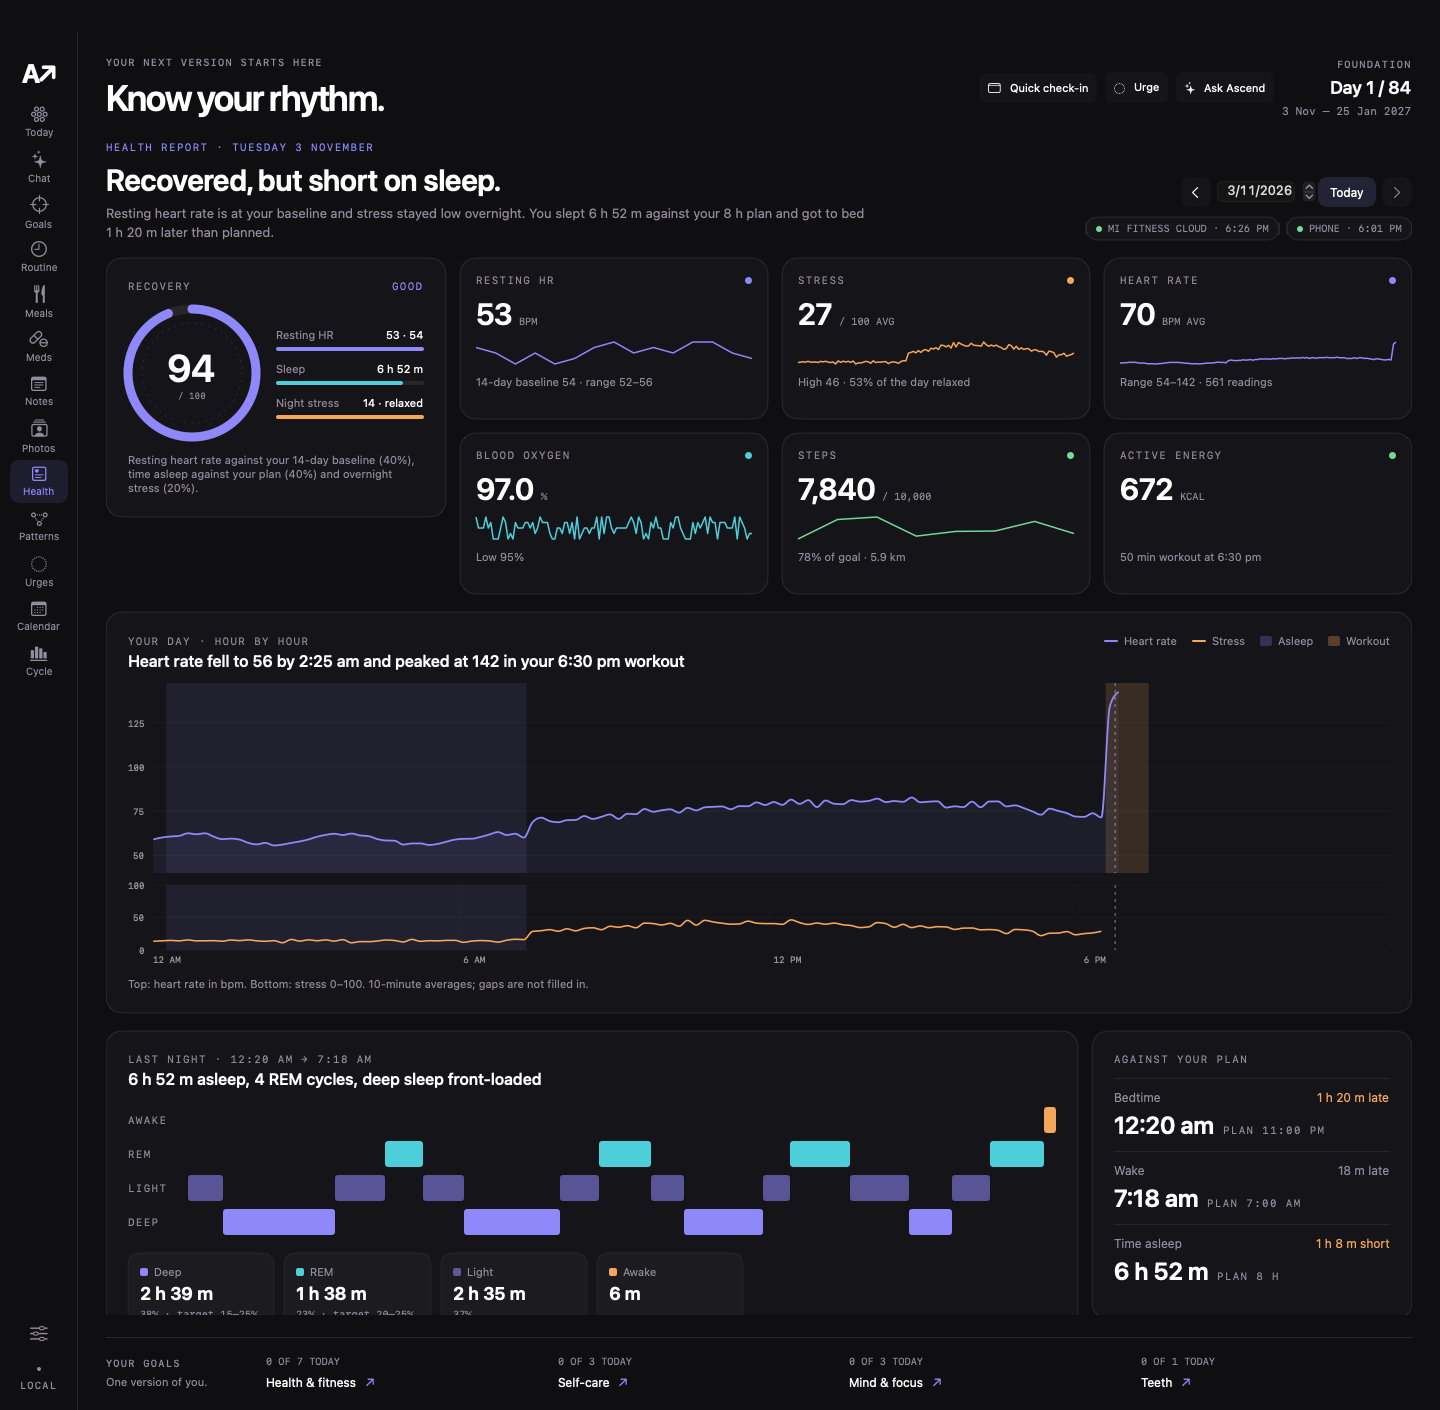 A
Today
Chat
Goals
Routine
Meals
Meds
Notes
Photos
Health
Patterns
Urges
Calendar
Cycle
LOCAL
YOUR NEXT VERSION STARTS HERE
Know your rhythm.
Quick check-in
Urge
Ask Ascend
FOUNDATION
Day 1 / 84
3 Nov — 25 Jan 2027
HEALTH REPORT · TUESDAY 3 NOVEMBER
Recovered, but short on sleep.
Resting heart rate is at your baseline and stress stayed low overnight. You slept 6 h 52 m against your 8 h plan and got to bed
1 h 20 m later than planned.
3/11/2026
Today
MI FITNESS CLOUD · 6:26 PM
PHONE · 6:01 PM
RECOVERY
GOOD
94
/ 100
Resting HR 53 · 54
Sleep 6 h 52 m
Night stress 14 · relaxed
Resting heart rate against your 14-day baseline (40%),
time asleep against your plan (40%) and overnight
stress (20%).
RESTING HR
53 BPM
14-day baseline 54 · range 52–56
STRESS
27 / 100 AVG
High 46 · 53% of the day relaxed
HEART RATE
70 BPM AVG
Range 54–142 · 561 readings
BLOOD OXYGEN
97.0 %
Low 95%
STEPS
7,840 / 10,000
78% of goal · 5.9 km
ACTIVE ENERGY
672 KCAL
50 min workout at 6:30 pm
YOUR DAY · HOUR BY HOUR
Heart rate fell to 56 by 2:25 am and peaked at 142 in your 6:30 pm workout
Heart rate
Stress
Asleep
Workout
125
100
75
50
100
50
0
12 AM
6 AM
12 PM
6 PM
Top: heart rate in bpm. Bottom: stress 0–100. 10-minute averages; gaps are not filled in.
LAST NIGHT · 12:20 AM → 7:18 AM
6 h 52 m asleep, 4 REM cycles, deep sleep front-loaded
AWAKE
REM
LIGHT
DEEP
Deep
2 h 39 m
38% · target 15–25%
REM
1 h 38 m
23% · target 20–25%
Light
2 h 35 m
37%
Awake
6 m
AGAINST YOUR PLAN
Bedtime 1 h 20 m late
12:20 am PLAN 11:00 PM
Wake 18 m late
7:18 am PLAN 7:00 AM
Time asleep 1 h 8 m short
6 h 52 m PLAN 8 H
YOUR GOALS
One version of you.
0 OF 7 TODAY
Health & fitness
0 OF 3 TODAY
Self-care
0 OF 3 TODAY
Mind & focus
0 OF 1 TODAY
Teeth